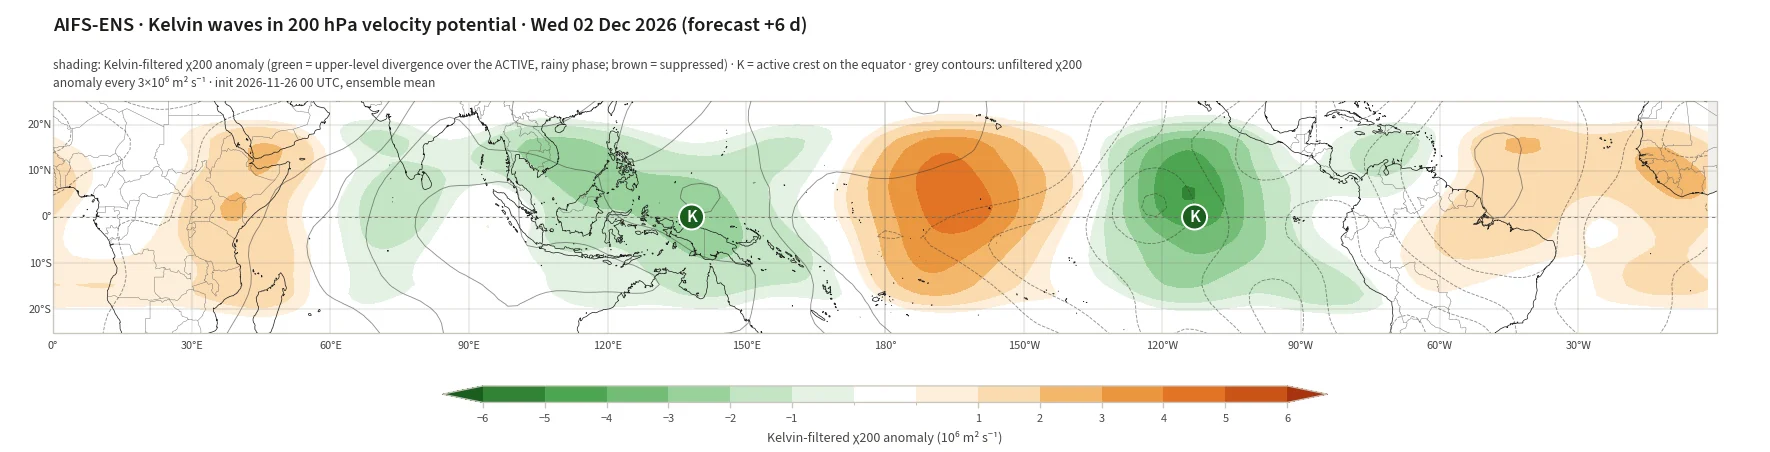 AIFS-ENS · Kelvin waves in 200 hPa velocity potential · Wed 02 Dec 2026 (forecast +6 d)
shading: Kelvin-filtered χ200 anomaly (green = upper-level divergence over the ACTIVE, rainy phase; brown = suppressed) · K = active crest on the equator · grey contours: unfiltered χ200
anomaly every 3×10⁶ m² s⁻¹ · init 2026-11-26 00 UTC, ensemble mean
20°N
10°N
0°
10°S
20°S
K
K
0° 30°E 60°E 90°E 120°E 150°E 180° 150°W 120°W 90°W 60°W 30°W
−6 −5 −4 −3 −2 −1 1 2 3 4 5 6
Kelvin-filtered χ200 anomaly (10⁶ m² s⁻¹)